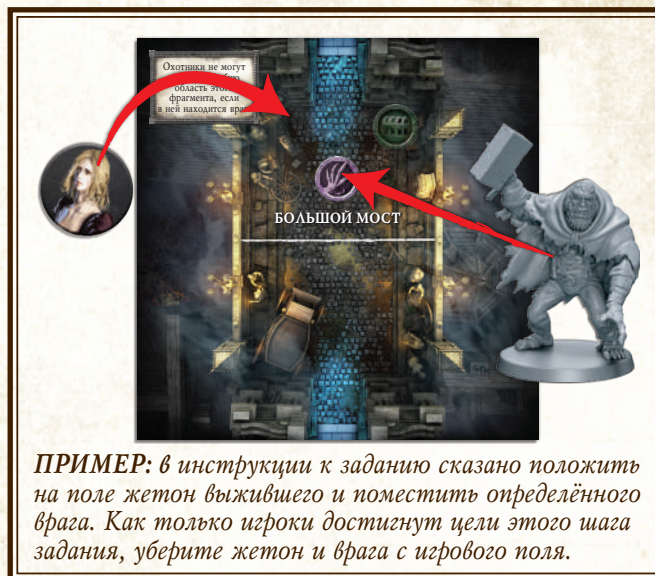 Охотники не могут
область
фрагмента, если
в ней находится враг
БОЛЬШОЙ МОСТ
ПРИМЕР: в инструкции к заданию сказано положить
на поле жетон выжившего и поместить определённого
врага. Как только игроки достигнут цели этого шага
задания, уберите жетон и врага с игрового поля.